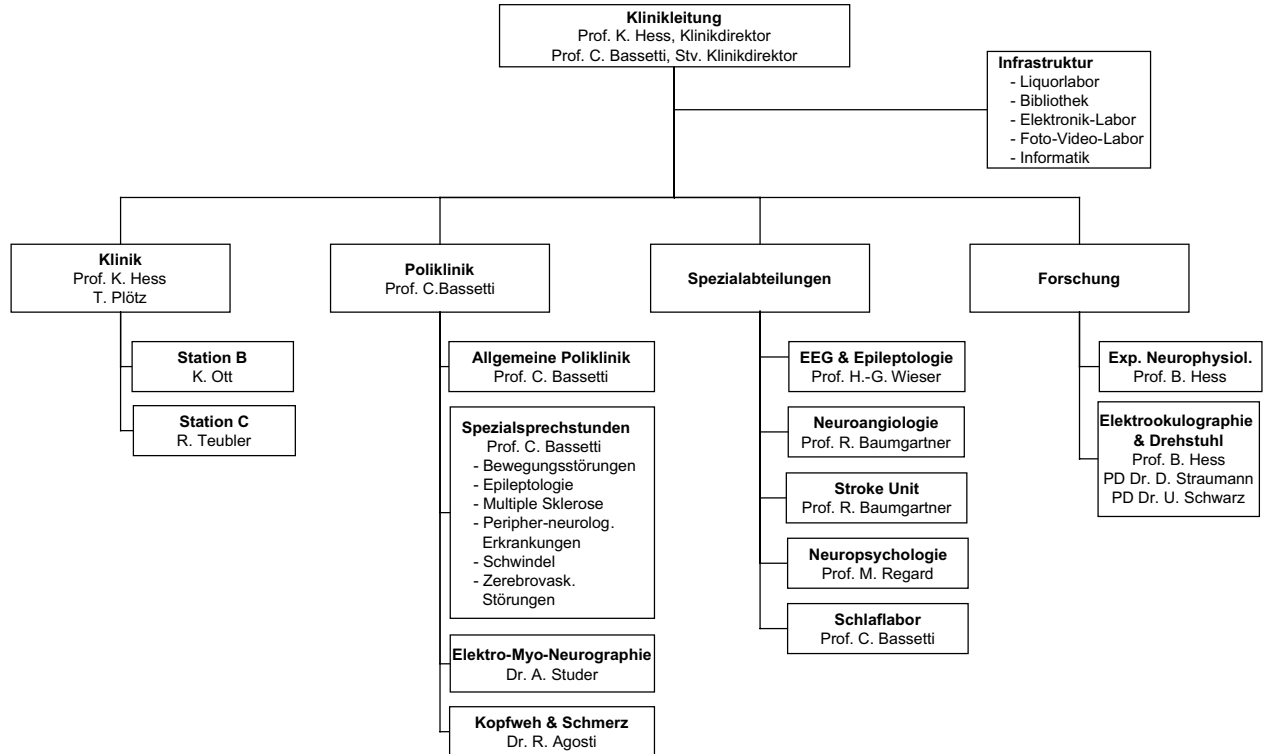 Klinikleitung
Prof. K. Hess, Klinikdirektor
Prof. C. Bassetti, Stv. Klinikdirektor
Infrastruktur
- Liquorlabor
- Bibliothek
- Elektronik-Labor
- Foto-Video-Labor
- Informatik
Klinik
Prof. K. Hess
T. Plötz
Station B
K. Ott
Station C
R. Teubler
Poliklinik
Prof. C.Bassetti
Allgemeine Poliklinik
Prof. C. Bassetti
Spezialsprechstunden
Prof. C. Bassetti
- Bewegungsstörungen
- Epileptologie
- Multiple Sklerose
- Peripher-neurolog.
Erkrankungen
- Schwindel
- Zerebrovask.
Störungen
Elektro-Myo-Neurographie
Dr. A. Studer
Kopfweh & Schmerz
Dr. R. Agosti
Spezialabteilungen
EEG & Epileptologie
Prof. H.-G. Wieser
Neuroangiologie
Prof. R. Baumgartner
Stroke Unit
Prof. R. Baumgartner
Neuropsychologie
Prof. M. Regard
Schlaflabor
Prof. C. Bassetti
Forschung
Exp. Neurophysiol.
Prof. B. Hess
Elektrookulographie
& Drehstuhl
Prof. B. Hess
PD Dr. D. Straumann
PD Dr. U. Schwarz